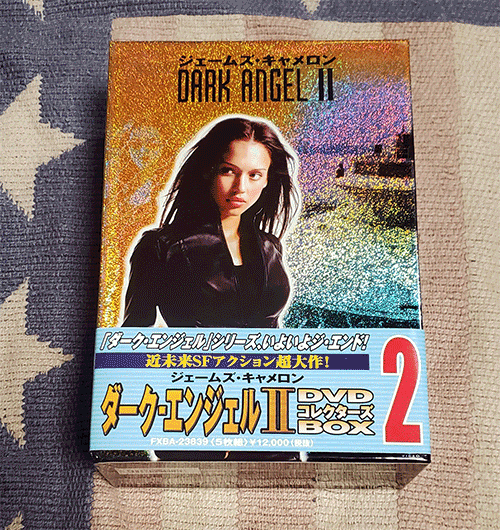 ジェームズ・キャメロン
DARK ANGEL II
「ダーク・エンジェル」シリーズ、いよいよジ・エンド!
近未来SFアクション超大作!
ジェームズ・キャメロン
ダーク・エンジェルII
DVD
コレクターズ
BOX
2
FXBA-23839〈5枚組〉¥12,000(税抜)